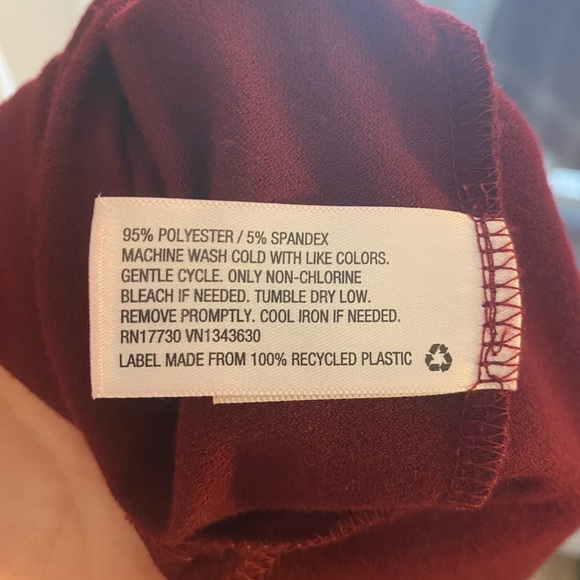 95% POLYESTER / 5% SPANDEX
MACHINE WASH COLD WITH LIKE COLORS.
GENTLE CYCLE. ONLY NON-CHLORINE
BLEACH IF NEEDED. TUMBLE DRY LOW.
REMOVE PROMPTLY. COOL IRON IF NEEDED.
RN17730 VN1343630
LABEL MADE FROM 100% RECYCLED PLASTIC